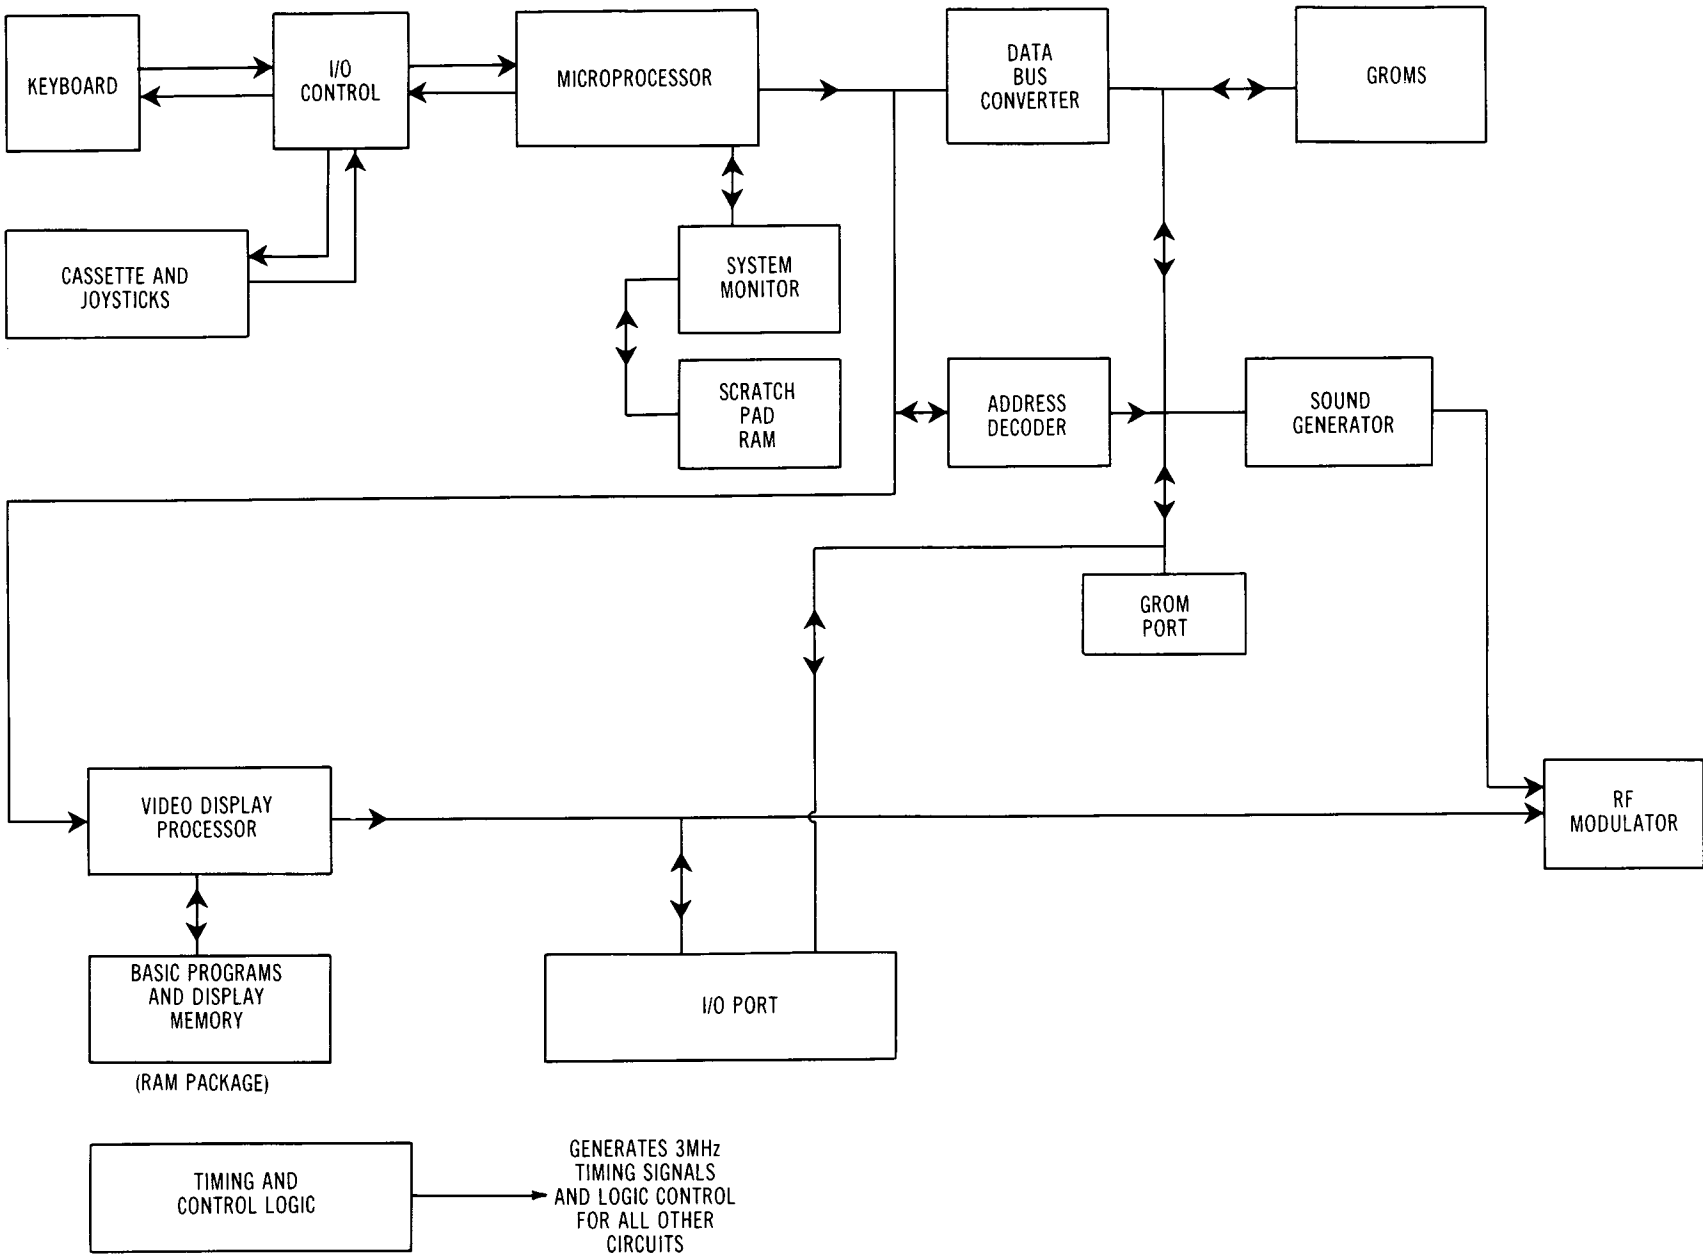 KEYBOARD
I/O
CONTROL
MICROPROCESSOR
DATA
BUS
CONVERTER
GROMS
CASSETTE AND
JOYSTICKS
SYSTEM
MONITOR
SCRATCH
PAD
RAM
ADDRESS
DECODER
SOUND
GENERATOR
GROM
PORT
VIDEO DISPLAY
PROCESSOR
RF
MODULATOR
BASIC PROGRAMS
AND DISPLAY
MEMORY
(RAM PACKAGE)
I/O PORT
TIMING AND
CONTROL LOGIC
GENERATES 3MHz
TIMING SIGNALS
AND LOGIC CONTROL
FOR ALL OTHER
CIRCUITS